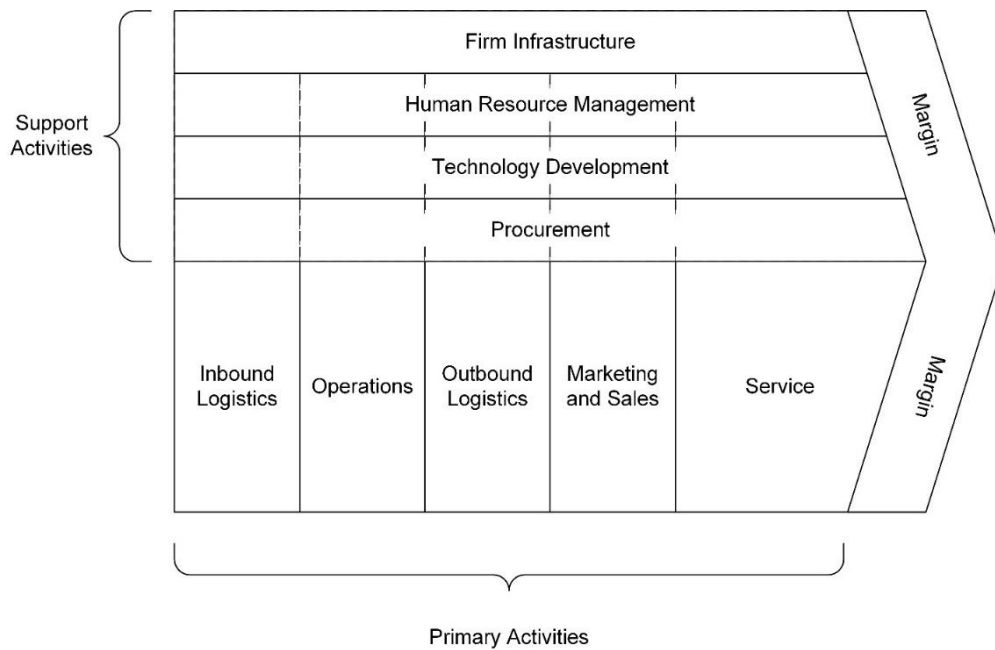 Firm Infrastructure
Human Resource Management
Support
Activities
Technology Development
Procurement
Margin
Inbound
Logistics
Operations
Outbound
Logistics
Marketing
and Sales
Service
Margin
Primary Activities